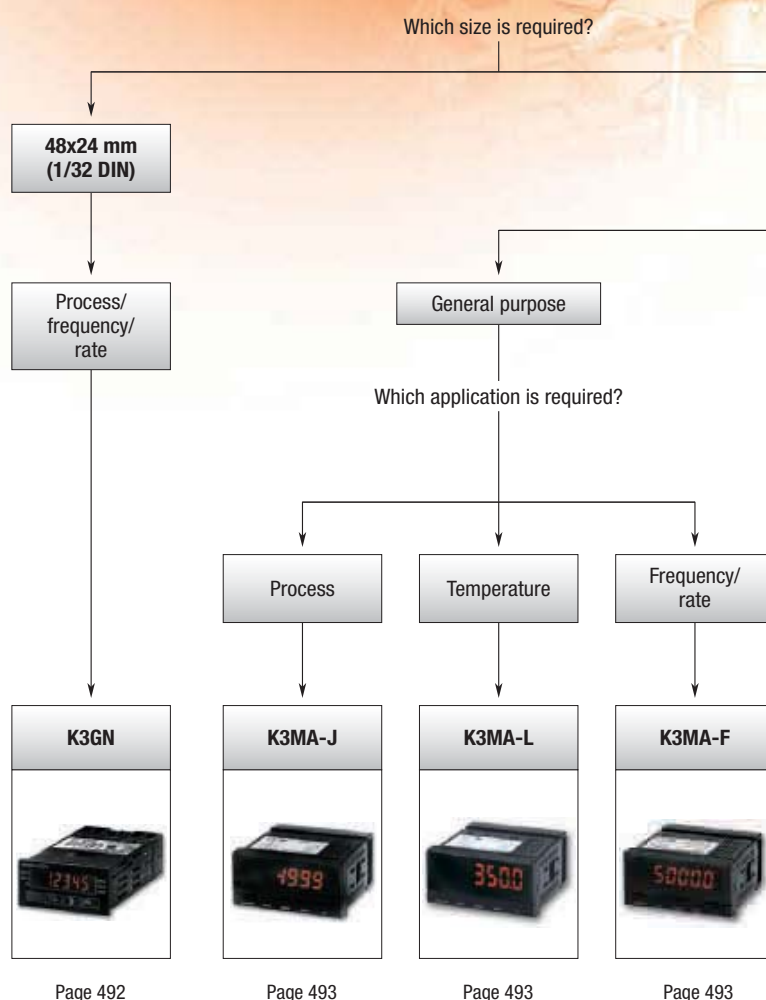 Which size is required?
48x24 mm
(1/32 DIN)
Process/
frequency/
rate
General purpose
Which application is required?
Process
Temperature
Frequency/
rate
K3GN
K3MA-J
K3MA-L
K3MA-F
12345
49.99
350.0
5000.0
Page 492
Page 493
Page 493
Page 493